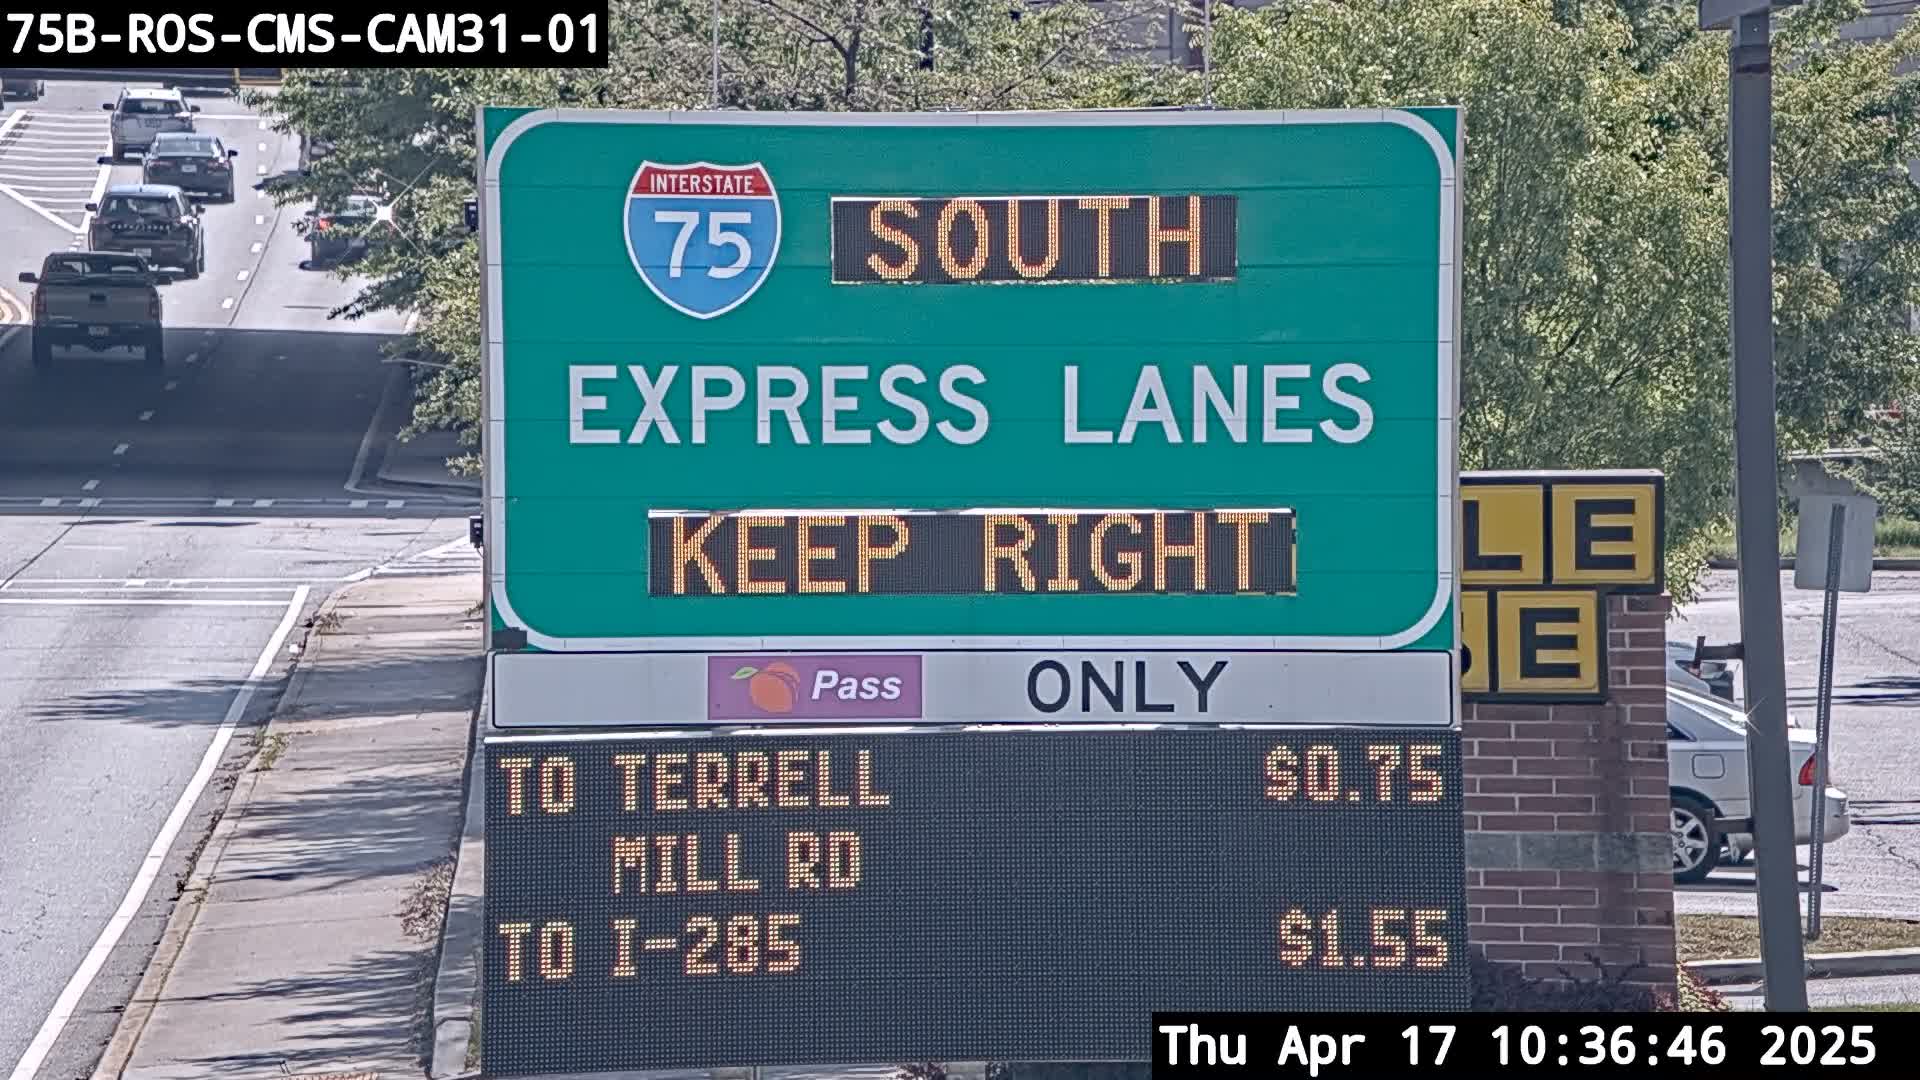 75B-ROS-CMS-CAM31-01
INTERSTATE
75
SOUTH
EXPRESS LANES
KEEP RIGHT
Pass ONLY
TO TERRELL $0.75
MILL RD
TO I-285 $1.55
LE
E
Thu Apr 17 10:36:46 2025